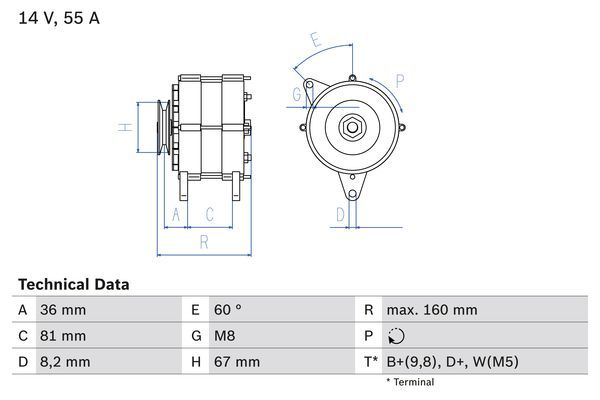 14 V, 55 A
E
P
G
H
A
C
D
R
Technical Data
A 36 mm E 60 º R max. 160 mm
C 81 mm G M8 P
D 8,2 mm H 67 mm T* B+(9,8), D+, W(M5)
* Terminal